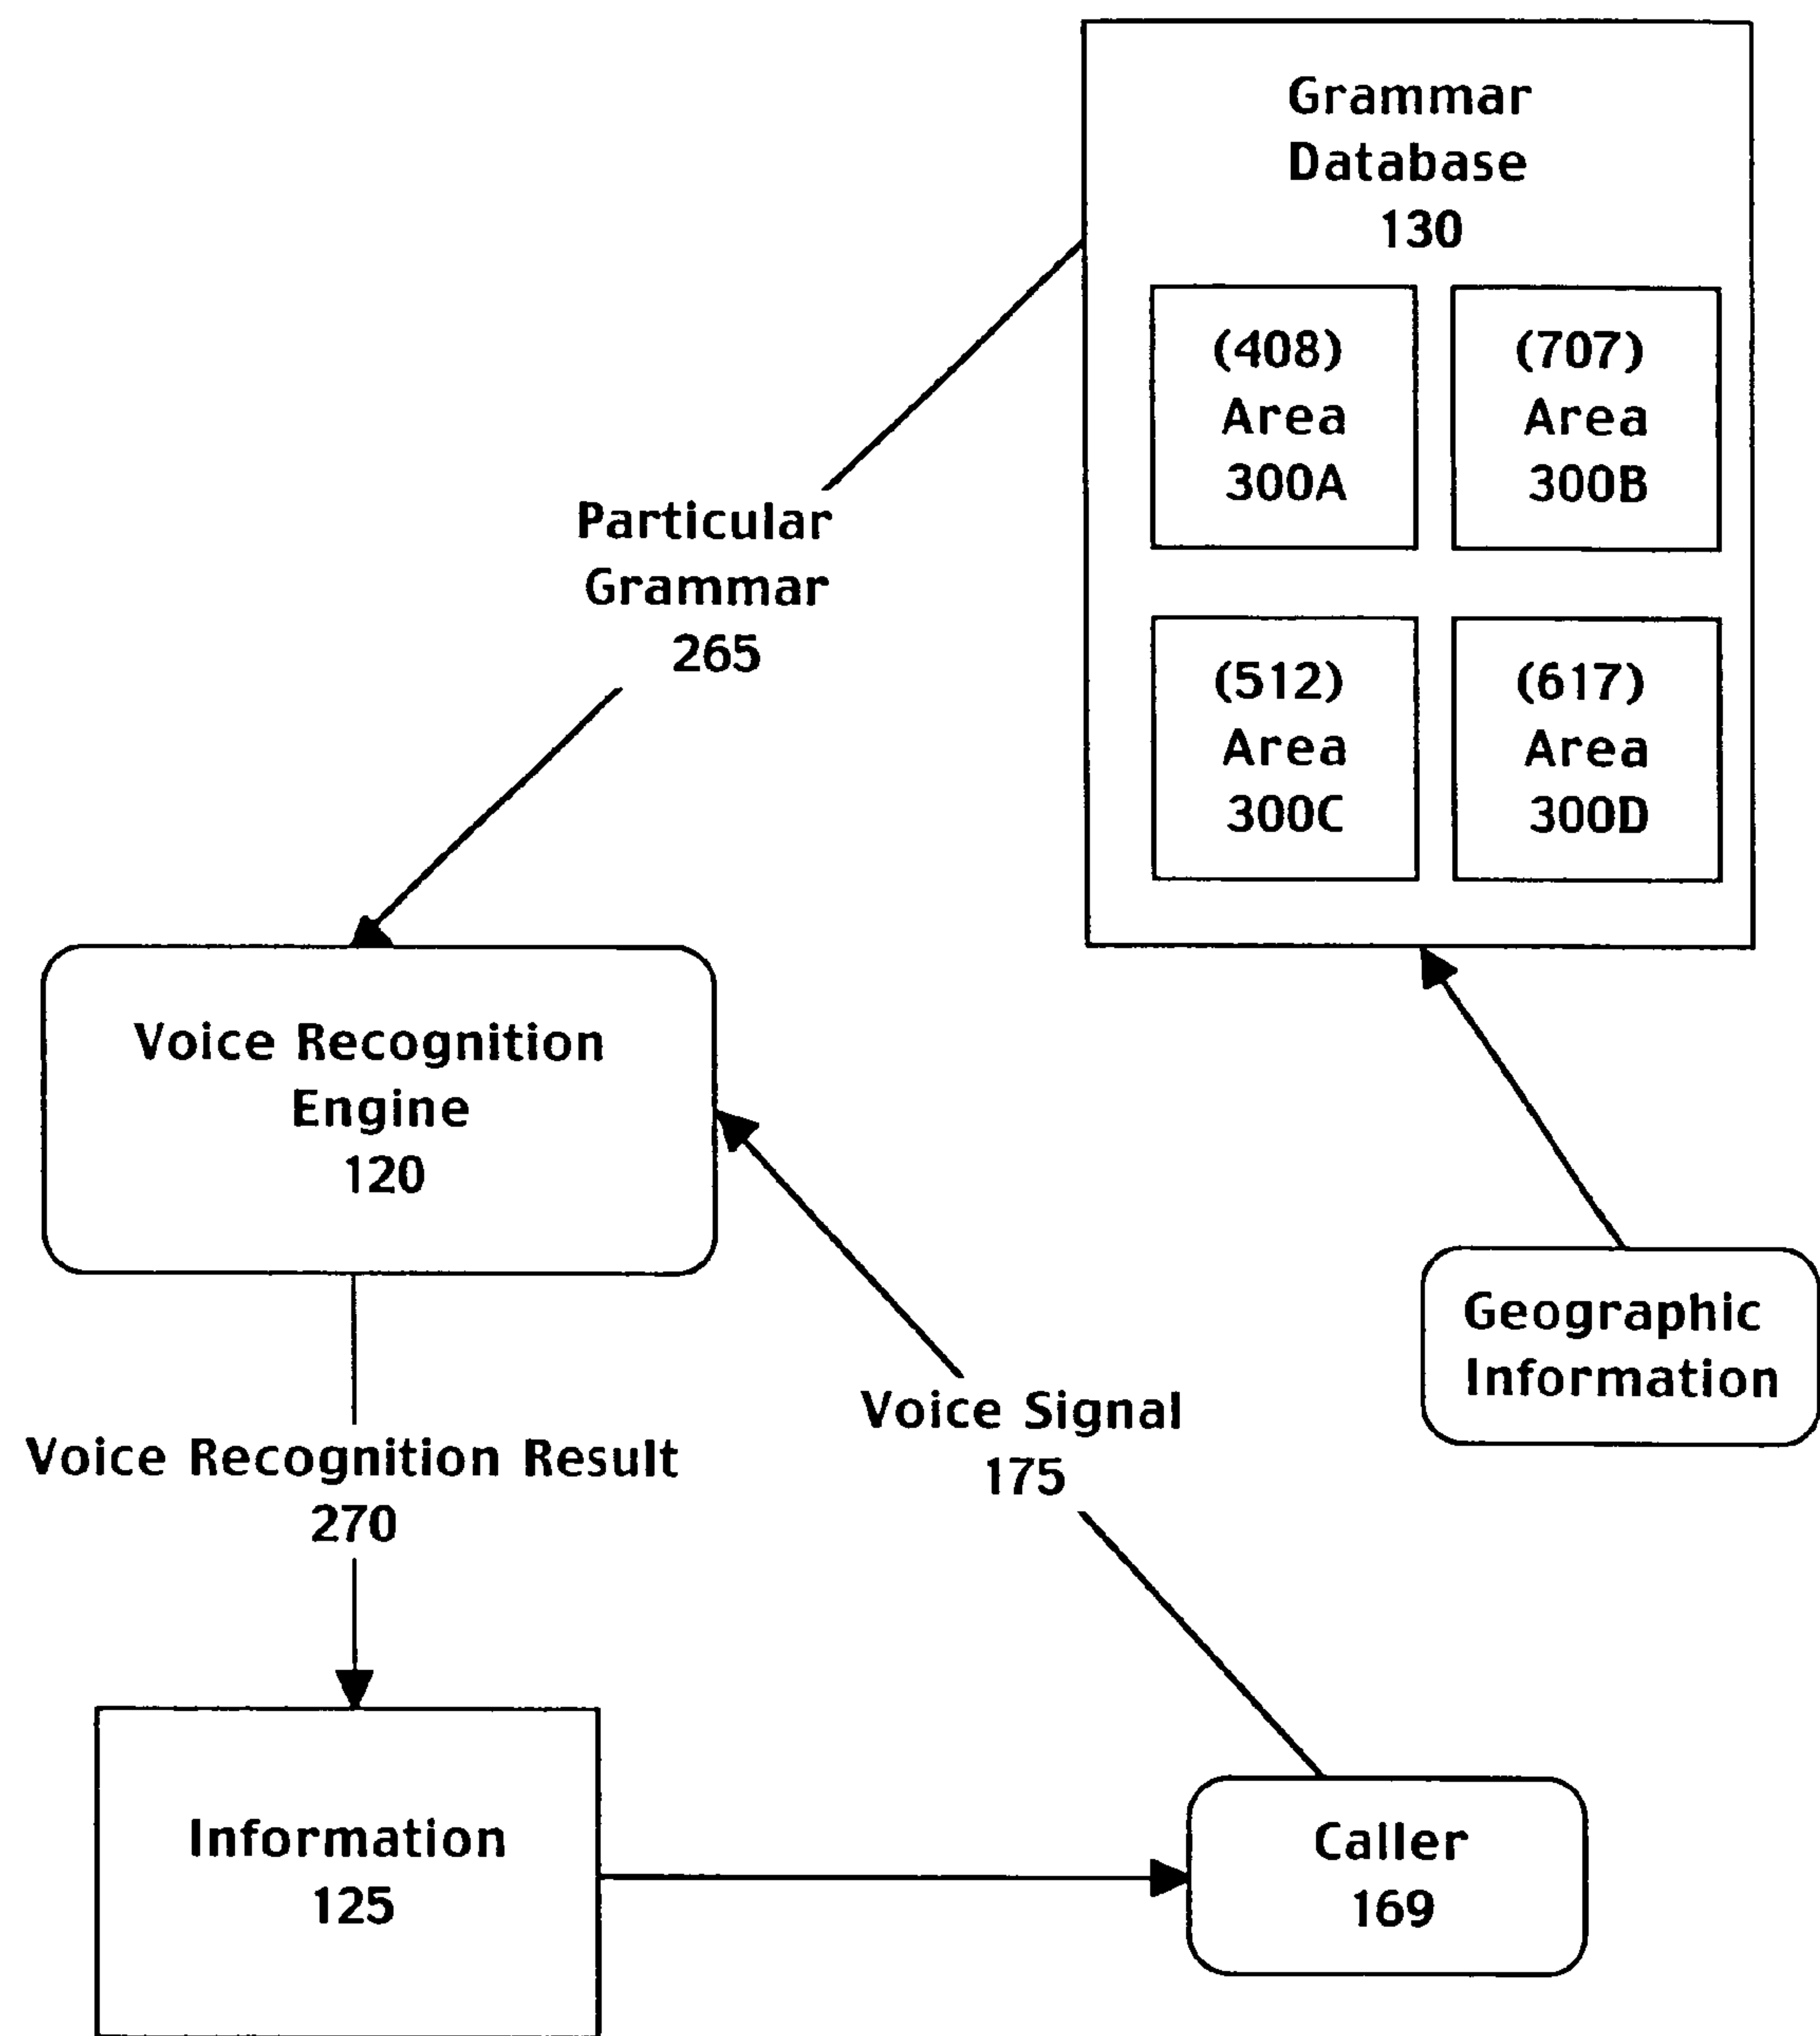 Grammar
Database
130
(408)
Area
300A
(707)
Area
300B
(512)
Area
300C
(617)
Area
300D
Particular
Grammar
265
Voice Recognition
Engine
120
Geographic
Information
Voice Signal
175
Voice Recognition Result
270
Information
125
Caller
169